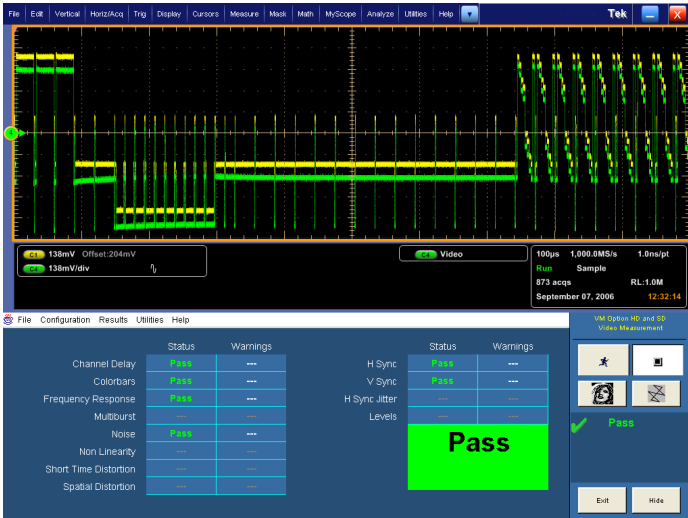 File Edit Vertical Horiz/Acq Trig Display Cursors Measure Mask Math MyScope Analyze Utilities Help Tek X
4
C1 138mV Offset:204mV
C4 138mV/div
C4 Video
100µs 1,000.0MS/s 1.0ns/pt
Run Sample
873 acqs RL:1.0M
September 07, 2006 12:32:14
File Configuration Results Utilities Help
VM Option HD and SD
Video Measurement
Status Warnings Status Warnings
Channel Delay Pass --- H Sync Pass ---
Colorbars Pass --- V Sync Pass ---
Frequency Response Pass --- H Sync Jitter --- ---
Multiburst --- --- Levels --- ---
Noise Pass ---
Non Linearity --- ---
Short Time Distortion --- ---
Spatial Distortion --- ---
Pass
Pass
Exit Hide